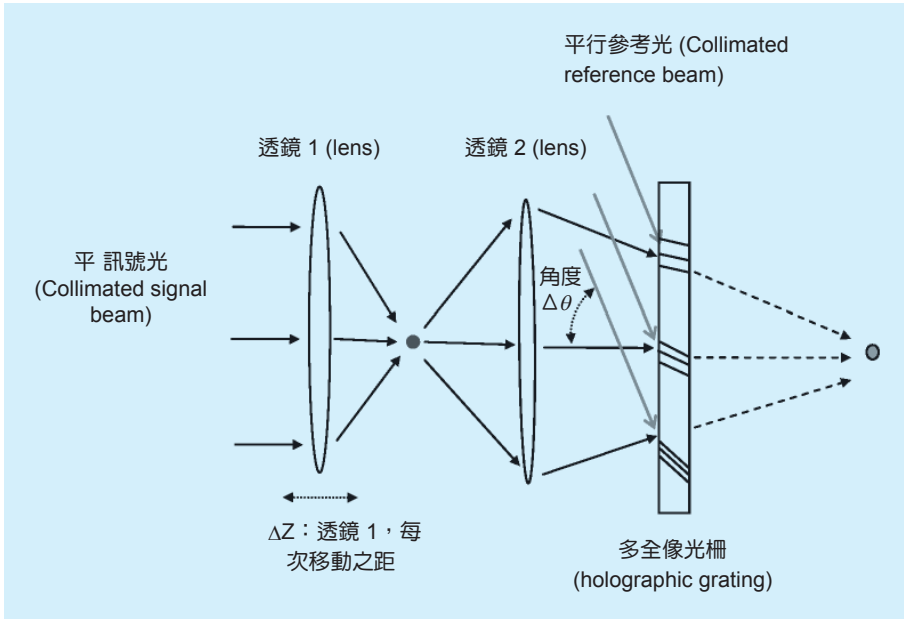 平行參考光 (Collimated
reference beam)
透鏡 1 (lens)
透鏡 2 (lens)
平 訊號光
(Collimated signal
beam)
角度
Δθ
ΔZ：透鏡 1，每
次移動之距
多全像光柵
(holographic grating)